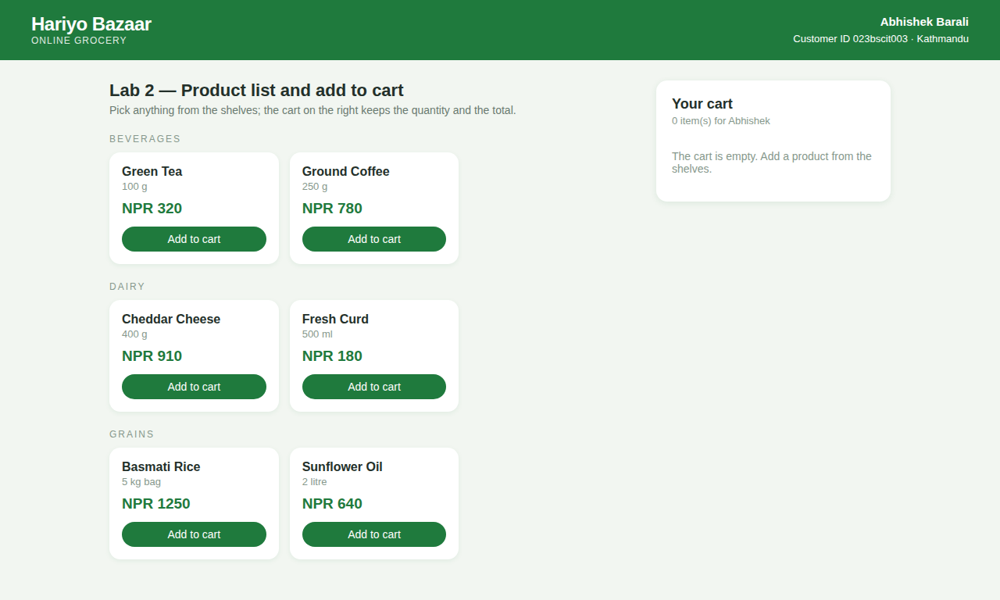 Hariyo Bazaar
ONLINE GROCERY
Abhishek Barali
Customer ID 023bscit003 · Kathmandu
Lab 2 — Product list and add to cart
Pick anything from the shelves; the cart on the right keeps the quantity and the total.
BEVERAGES
Green Tea
100 g
NPR 320
Add to cart
Ground Coffee
250 g
NPR 780
Add to cart
DAIRY
Cheddar Cheese
400 g
NPR 910
Add to cart
Fresh Curd
500 ml
NPR 180
Add to cart
GRAINS
Basmati Rice
5 kg bag
NPR 1250
Add to cart
Sunflower Oil
2 litre
NPR 640
Add to cart
Your cart
0 item(s) for Abhishek
The cart is empty. Add a product from the
shelves.